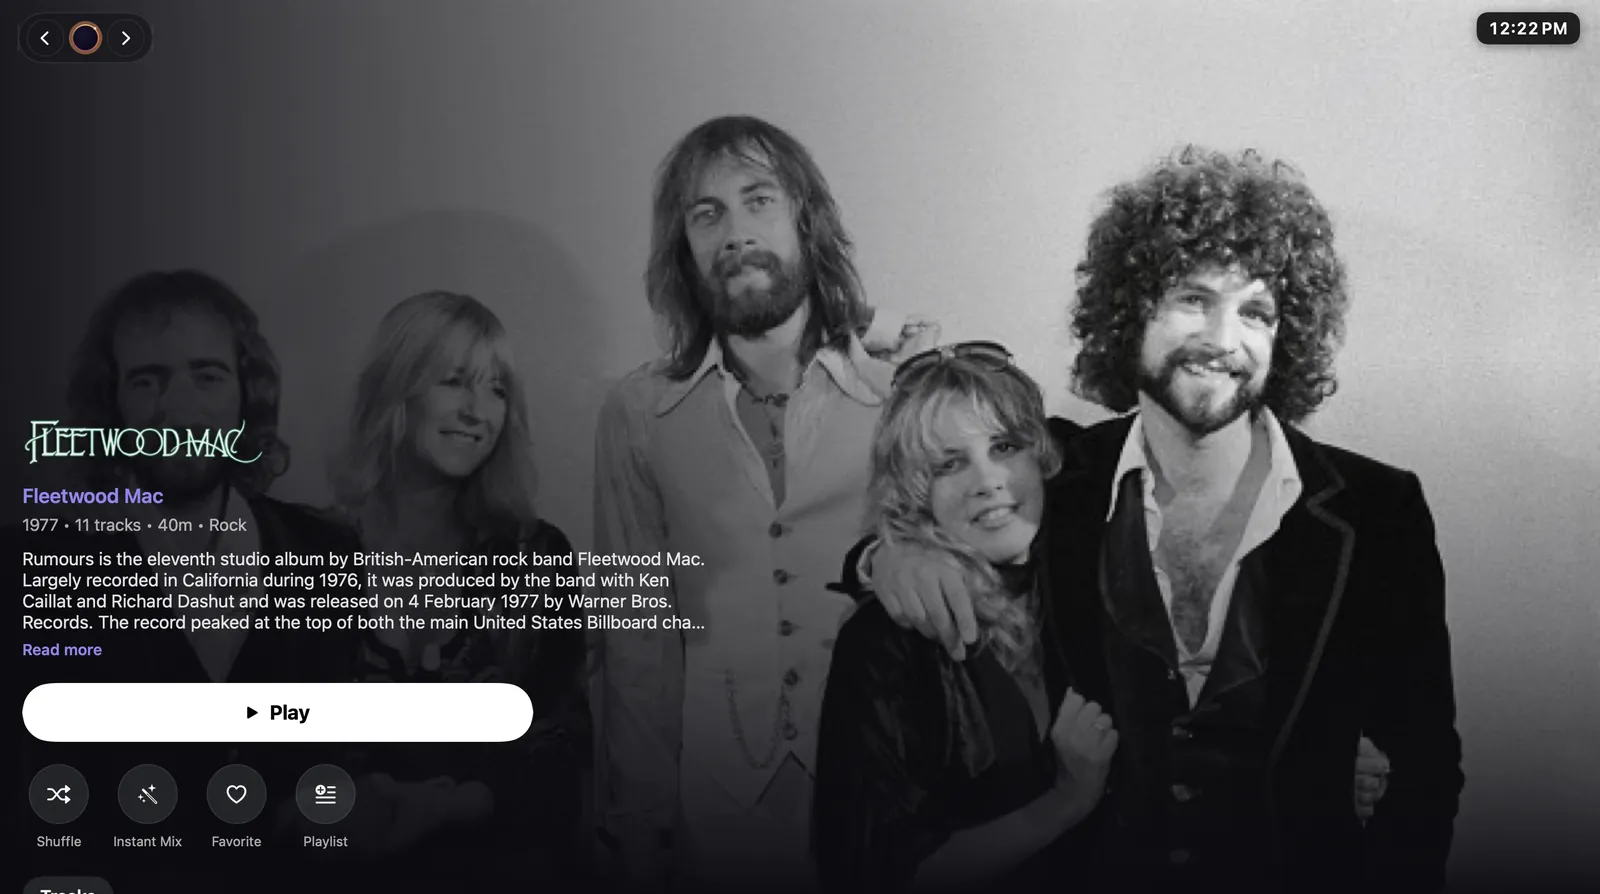 12:22 PM
FLEETWOOD MAC
Fleetwood Mac
1977 • 11 tracks • 40m • Rock
Rumours is the eleventh studio album by British-American rock band Fleetwood Mac.
Largely recorded in California during 1976, it was produced by the band with Ken
Caillat and Richard Dashut and was released on 4 February 1977 by Warner Bros.
Records. The record peaked at the top of both the main United States Billboard cha...
Read more
Play
Shuffle
Instant Mix
Favorite
Playlist
Tracks